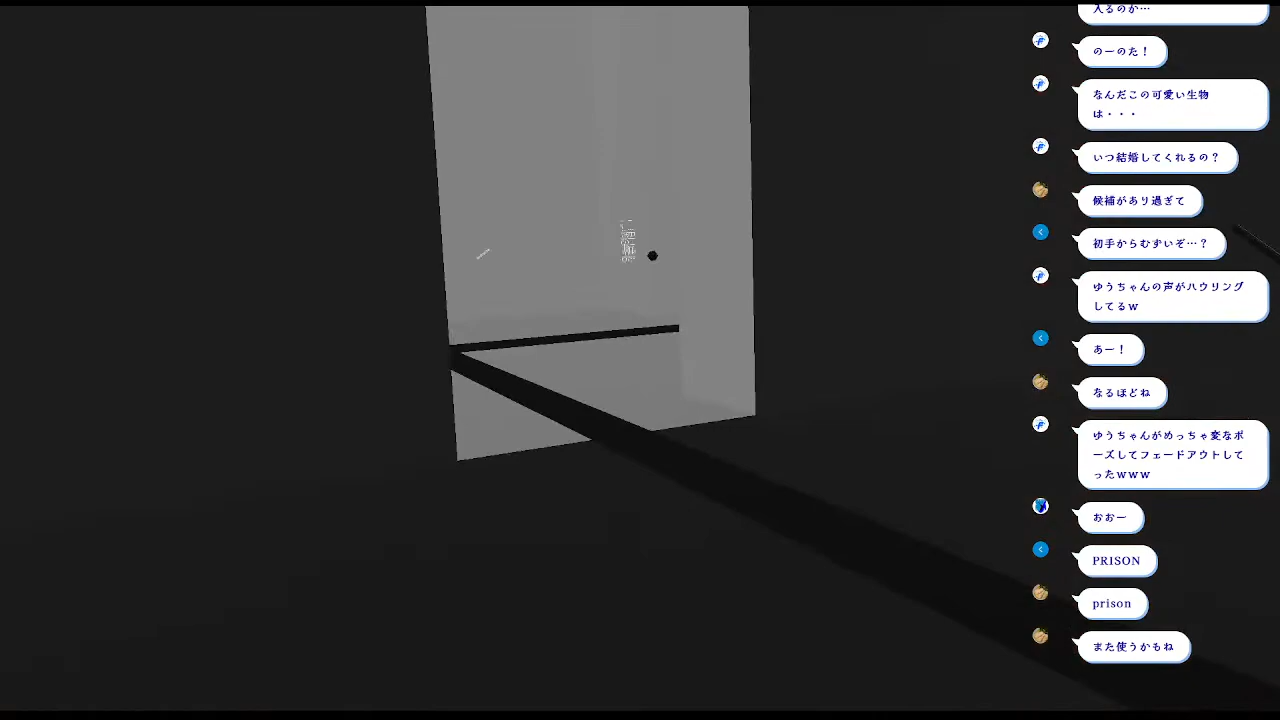 入るのか…
のーのた！
なんだこの可愛い生物
は・・・
いつ結婚してくれるの？
候補があり過ぎて
初手からむずいぞ…？
ゆうちゃんの声がハウリング
してるw
あー！
なるほどね
ゆうちゃんがめっちゃ変なポ
ーズしてフェードアウトして
ったwww
おおー
PRISON
prison
また使うかもね